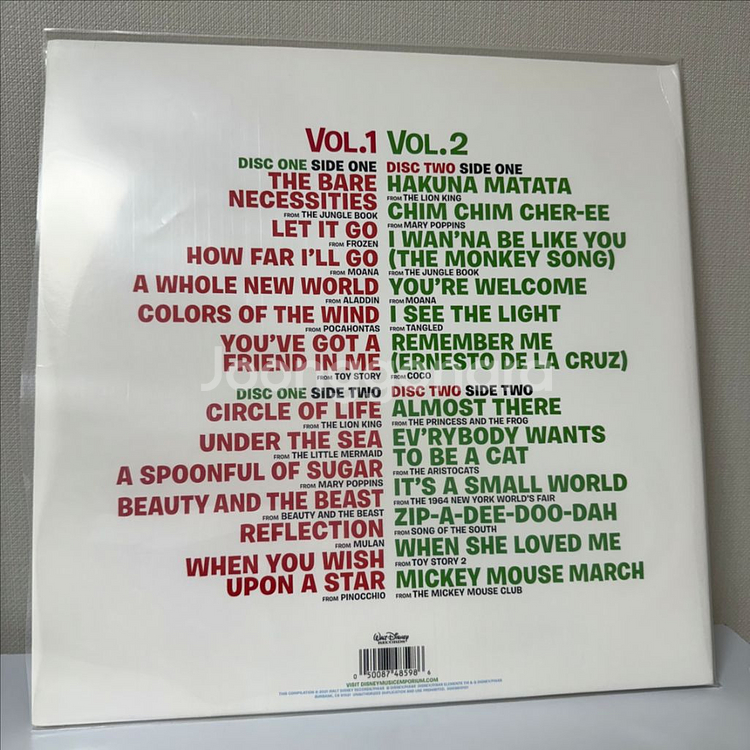 VOL.1
DISC ONE SIDE ONE
THE BARE
NECESSITIES
FROM THE JUNGLE BOOK
LET IT GO
FROM FROZEN
HOW FAR I'LL GO
FROM MOANA
A WHOLE NEW WORLD
FROM ALADDIN
COLORS OF THE WIND
FROM POCAHONTAS
YOU'VE GOT A
FRIEND IN ME
FROM TOY STORY
DISC ONE SIDE TWO
CIRCLE OF LIFE
FROM THE LION KING
UNDER THE SEA
FROM THE LITTLE MERMAID
A SPOONFUL OF SUGAR
FROM MARY POPPINS
BEAUTY AND THE BEAST
FROM BEAUTY AND THE BEAST
REFLECTION
FROM MULAN
WHEN YOU WISH
UPON A STAR
FROM PINOCCHIO
VOL.2
DISC TWO SIDE ONE
HAKUNA MATATA
FROM THE LION KING
CHIM CHIM CHER-EE
FROM MARY POPPINS
I WAN'NA BE LIKE YOU
(THE MONKEY SONG)
FROM THE JUNGLE BOOK
YOU'RE WELCOME
FROM MOANA
I SEE THE LIGHT
FROM TANGLED
REMEMBER ME
(ERNESTO DE LA CRUZ)
FROM COCO
DISC TWO SIDE TWO
ALMOST THERE
FROM THE PRINCESS AND THE FROG
EV'RYBODY WANTS
TO BE A CAT
FROM THE ARISTOCATS
IT'S A SMALL WORLD
FROM THE 1964 NEW YORK WORLD'S FAIR
ZIP-A-DEE-DOO-DAH
FROM SONG OF THE SOUTH
WHEN SHE LOVED ME
FROM TOY STORY 2
MICKEY MOUSE MARCH
FROM THE MICKEY MOUSE CLUB
Walt Disney
RECORDS
0 50087 48598 6
VISIT DISNEYMUSICEMPORIUM.COM